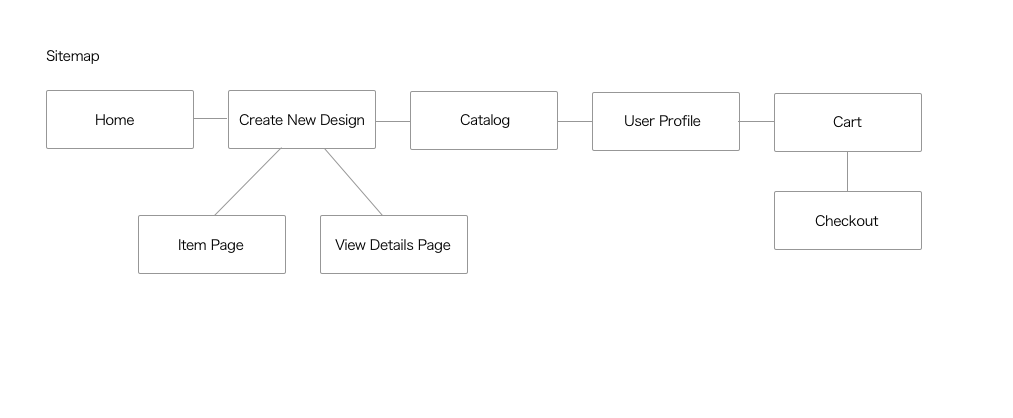 Sitemap
Home
Create New Design
Catalog
User Profile
Cart
Checkout
Item Page
View Details Page